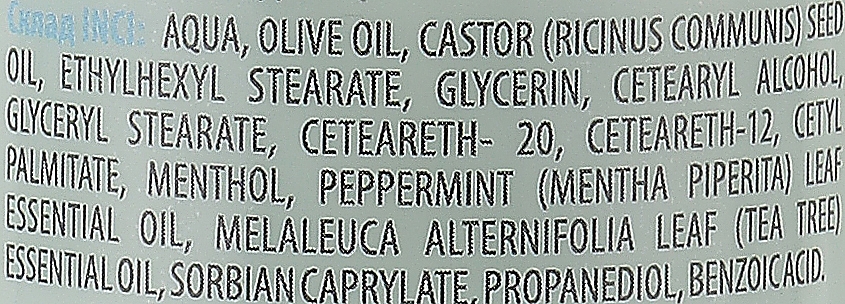 Склад INCI: AQUA, OLIVE OIL, CASTOR (RICINUS COMMUNIS) SEED
OIL, ETHYLHEXYL STEARATE, GLYCERIN, CETEARYL ALCOHOL,
GLYCERYL STEARATE, CETEARETH- 20, CETEARETH-12, CETYL
PALMITATE, MENTHOL, PEPPERMINT (MENTHA PIPERITA) LEAF
ESSENTIAL OIL, MELALEUCA ALTERNIFOLIA LEAF (TEA TREE)
ESSENTIAL OIL, SORBIAN CAPRYLATE, PROPANEDIOL, BENZOIC ACID.